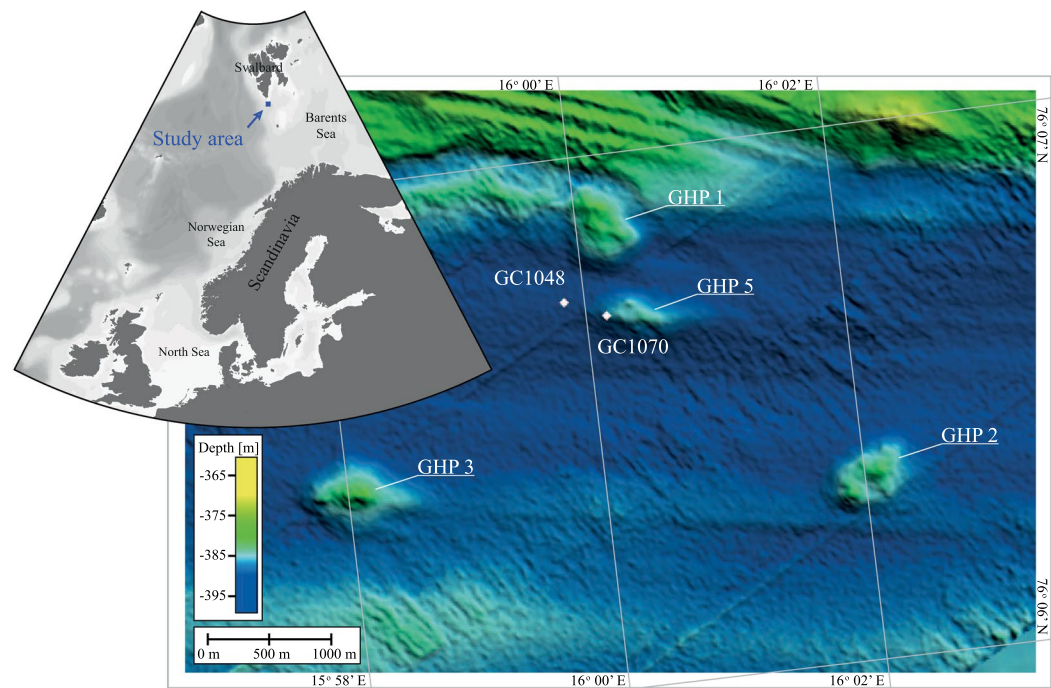 Svalbard
Barents
Sea
Study area
Norwegian
Sea
Scandinavia
North Sea
16° 00' E
16° 02' E
76° 07' N
GHP 1
GC1048
GHP 5
GC1070
GHP 2
GHP 3
Depth [m]
-365
-375
-385
-395
0 m 500 m 1000 m
76° 06' N
15° 58' E
16° 00' E
16° 02' E